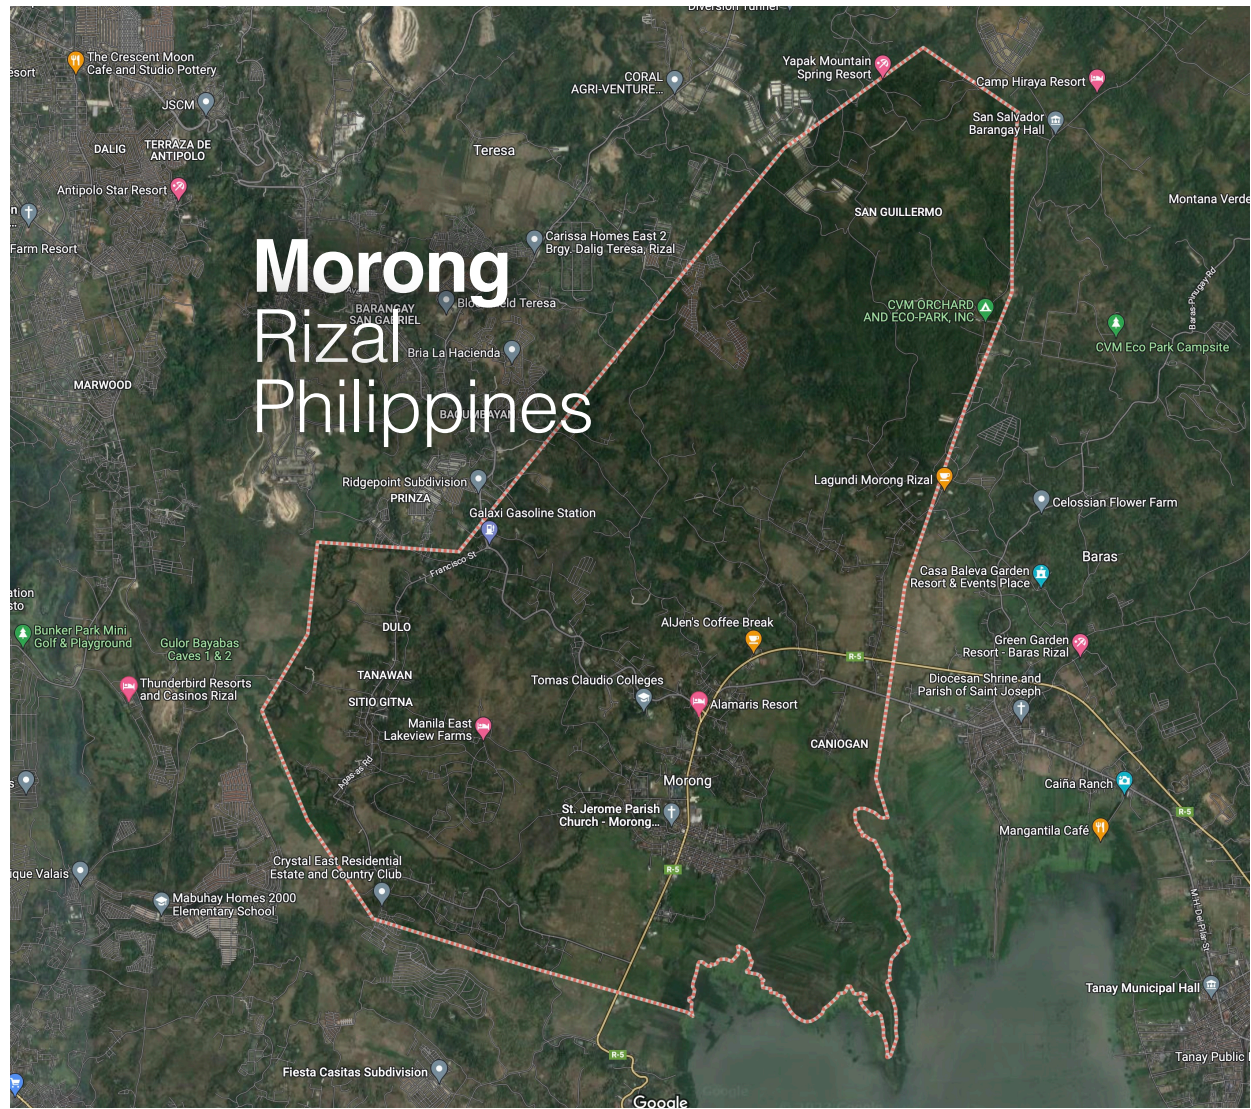 Diversion Tunnel
The Crescent Moon
Cafe and Studio Pottery
esort
Yapak Mountain
Spring Resort
CORAL
AGRI-VENTURE...
Camp Hiraya Resort
JSCM
San Salvador
Barangay Hall
DALIG
TERRAZA DE
ANTIPOLO
Teresa
Antipolo Star Resort
Montana Verde
n
...
SAN GUILLERMO
Farm Resort
Carissa Homes East 2
Brgy. Dalig Teresa, Rizal
Morong
Rizal
Philippines
BARANGAY
SAN GABRIEL
Teresa
Baras-Pinugay Rd
CVM ORCHARD
AND ECO-PARK, INC
CVM Eco Park Campsite
Bria La Hacienda
MARWOOD
BAGUMBAYAN
Ridgepoint Subdivision
PRINZA
Lagundi Morong Rizal
Celossian Flower Farm
Galaxi Gasoline Station
Francisco St
Baras
Casa Baleva Garden
Resort & Events Place
ation
sto
Bunker Park Mini
Golf & Playground
Gulor Bayabas
Caves 1 & 2
DULO
AlJen's Coffee Break
R-5
Green Garden
Resort - Baras Rizal
Thunderbird Resorts
and Casinos Rizal
TANAWAN
SITIO GITNA
Tomas Claudio Colleges
Diocesan Shrine and
Parish of Saint Joseph
Alamaris Resort
Manila East
Lakeview Farms
CANIOGAN
Agas as Rd
Morong
s
Caiña Ranch
St. Jerome Parish
Church - Morong...
R-5
Mangantila Café
Crystal East Residential
Estate and Country Club
R-5
ique Valais
Mabuhay Homes 2000
Elementary School
M.H. Del Pilar St
Tanay Municipal Hall
R-5
Tanay Public
Fiesta Casitas Subdivision
Google
Google